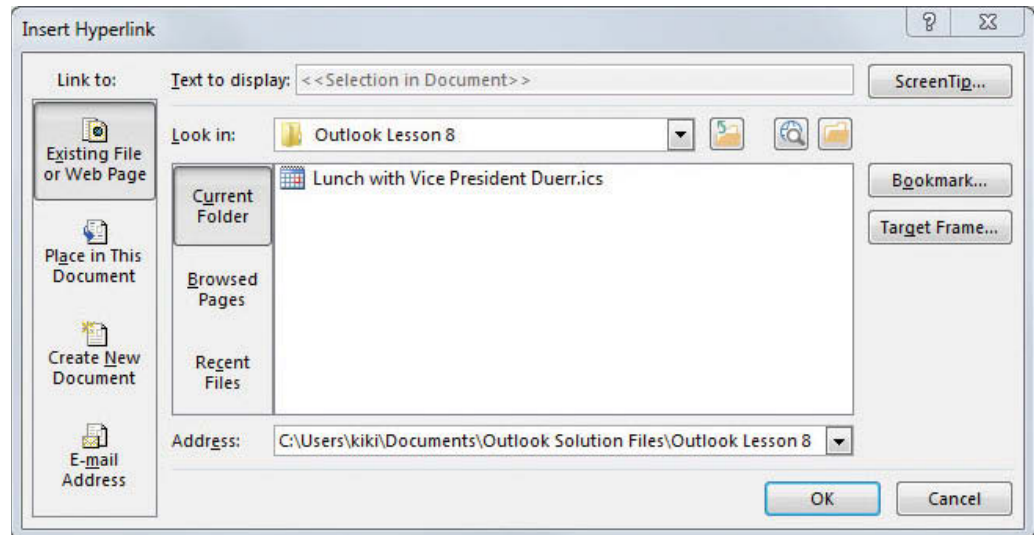 Insert Hyperlink
Link to:
Text to display:
<<Selection in Document>>
ScreenTip...
Existing File
or Web Page
Look in:
Outlook Lesson 8
Current
Folder
Lunch with Vice President Duerr.ics
Bookmark...
Target Frame...
Place in This
Document
Browsed
Pages
Create New
Document
Recent
Files
E-mail
Address
Address:
C:\Users\kiki\Documents\Outlook Solution Files\Outlook Lesson 8
OK
Cancel